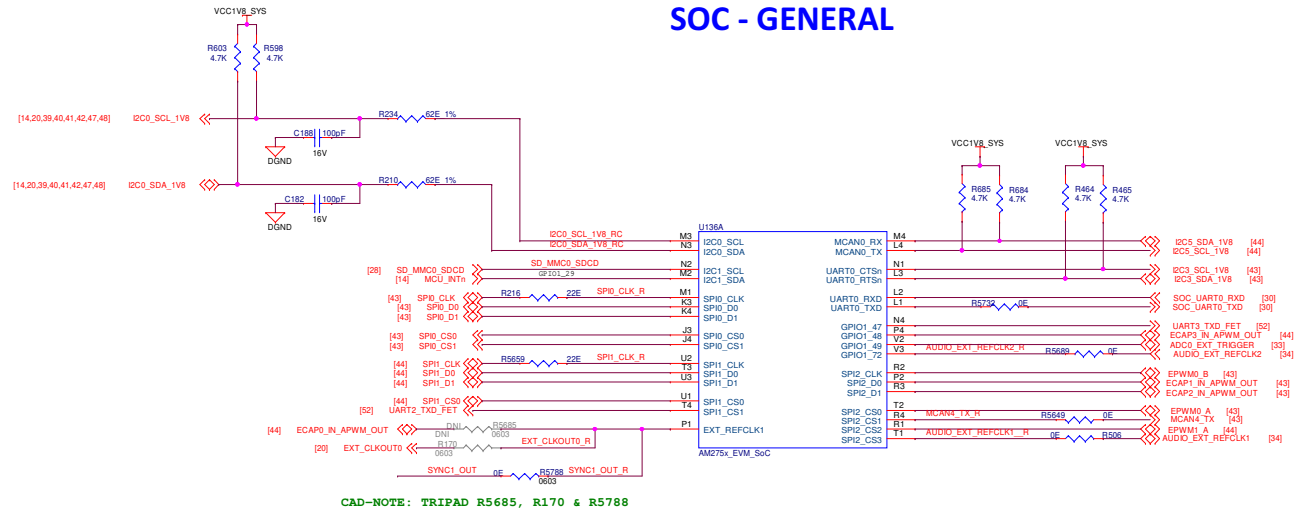 SOC - GENERAL
VCC1V8_SYS
R603 R598
4.7K 4.7K
[14,20,39,40,41,42,47,48] I2C0_SCL_1V8 R234 62E 1%
C188 100pF
16V
DGND
[14,20,39,40,41,42,47,48] I2C0_SDA_1V8 R210 62E 1%
C182 100pF
16V
DGND
VCC1V8_SYS VCC1V8_SYS
R685 R684 R464 R465
4.7K 4.7K 4.7K 4.7K
U136A
I2C0_SCL_1V8_RC M3 I2C0_SCL MCAN0_RX M4 I2C5_SDA_1V8 [44]
I2C0_SDA_1V8_RC N3 I2C0_SDA MCAN0_TX L4 I2C5_SCL_1V8 [44]
[28] SD_MMC0_SDCD SD_MMC0_SDCD N2 I2C1_SCL UART0_CTSn N1 I2C3_SCL_1V8 [43]
[14] MCU_INTn GPIO1_29 M2 I2C1_SDA UART0_RTSn L3 I2C3_SDA_1V8 [43]
[43] SPI0_CLK R216 22E SPI0_CLK_R M1 SPI0_CLK UART0_RXD L2 SOC_UART0_RXD [30]
[43] SPI0_D0 K3 SPI0_D0 UART0_TXD L1 R5732 0E SOC_UART0_TXD [30]
[43] SPI0_D1 K4 SPI0_D1
GPIO1_47 N4 UART3_TXD_FET [52]
[43] SPI0_CS0 J3 SPI0_CS0 GPIO1_48 P4 ECAP3_IN_APWM_OUT [44]
[43] SPI0_CS1 J4 SPI0_CS1 GPIO1_49 V2 ADC0_EXT_TRIGGER [33]
GPIO1_72 V3 AUDIO_EXT_REFCLK2_R R5689 0E AUDIO_EXT_REFCLK2 [34]
[44] SPI1_CLK R5659 22E SPI1_CLK_R U2 SPI1_CLK
[44] SPI1_D0 T3 SPI1_D0 SPI2_CLK R2 EPWM0_B [43]
[44] SPI1_D1 U3 SPI1_D1 SPI2_D0 P2 ECAP1_IN_APWM_OUT [43]
SPI2_D1 R3 ECAP2_IN_APWM_OUT [43]
[44] SPI1_CS0 U1 SPI1_CS0
[52] UART2_TXD_FET T4 SPI1_CS1 SPI2_CS0 T2 EPWM0_A [43]
SPI2_CS1 R4 MCAN4_TX_R R5649 0E MCAN4_TX [43]
[44] ECAP0_IN_APWM_OUT DNI R5685 P1 EXT_REFCLK1 SPI2_CS2 R1 EPWM1_A [44]
DNI 0603
SPI2_CS3 T1 AUDIO_EXT_REFCLK1__R 0E R506 AUDIO_EXT_REFCLK1 [34]
[20] EXT_CLKOUT0 R170 EXT_CLKOUT0_R
0603
AM275x_EVM_SoC
SYNC1_OUT 0E R5788 SYNC1_OUT_R
0603
CAD-NOTE: TRIPAD R5685, R170 & R5788